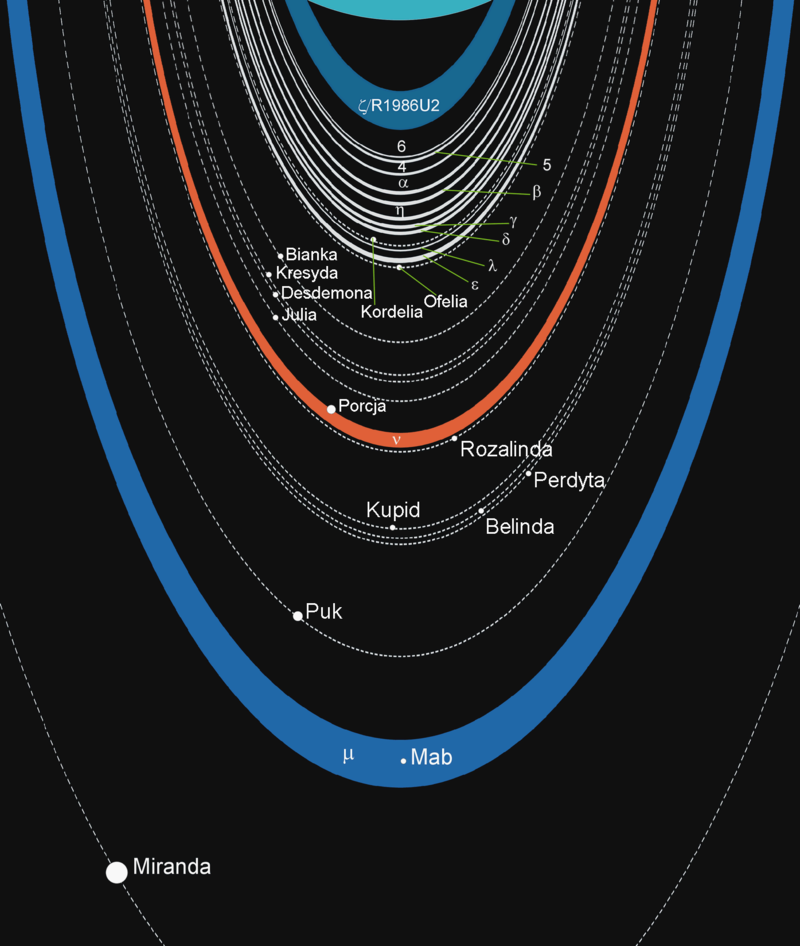 ζ/R1986U2
6
5
4
α
β
η
γ
δ
λ
ε
Bianka
Kresyda
Desdemona
Julia
Kordelia
Ofelia
Porcja
ν
Rozalinda
Perdyta
Kupid
Belinda
Puk
μ
Mab
Miranda